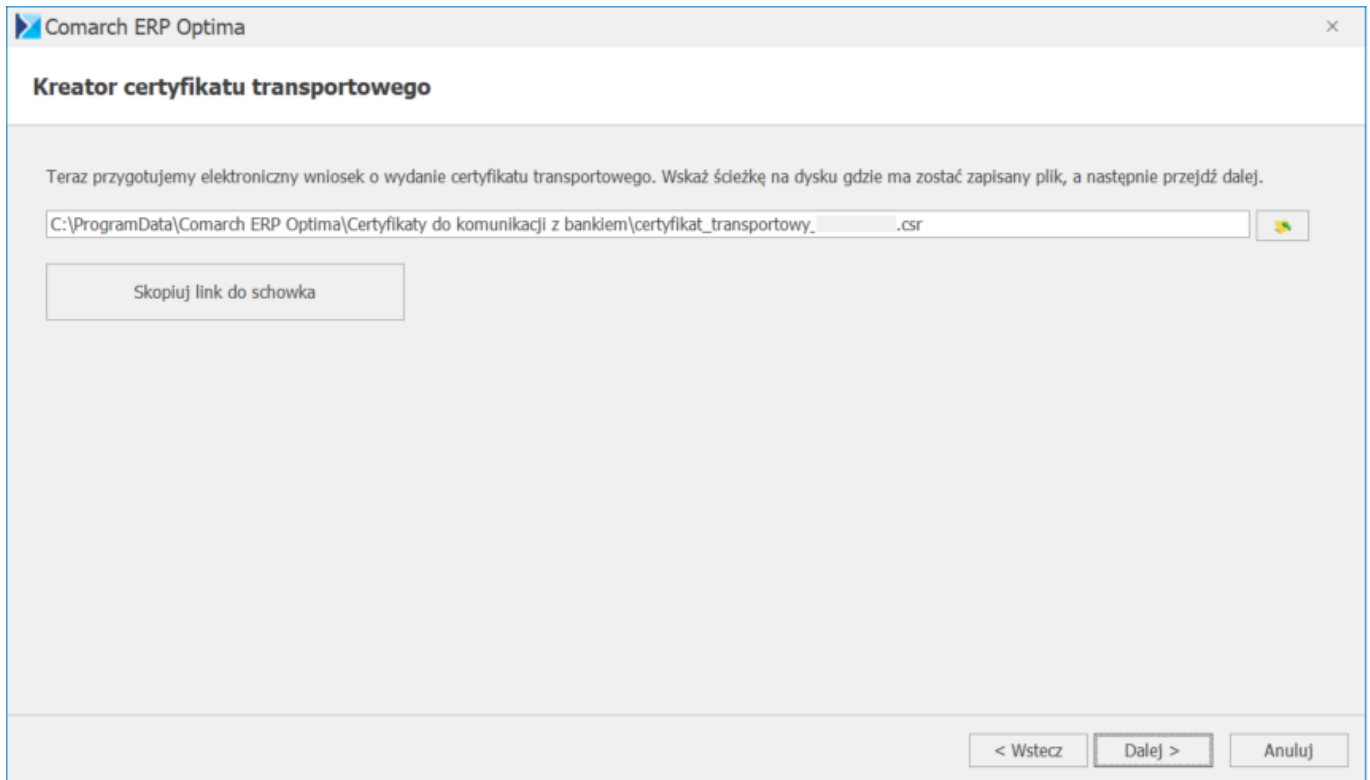 Comarch ERP Optima
Kreator certyfikatu transportowego
Teraz przygotujemy elektroniczny wniosek o wydanie certyfikatu transportowego. Wskaż ścieżkę na dysku gdzie ma zostać zapisany plik, a następnie przejdź dalej.
C:\ProgramData\Comarch ERP Optima\Certyfikaty do komunikacji z bankiem\certyfikat_transportowy_ .csr
Skopiuj link do schowka
< Wstecz Dalej > Anuluj